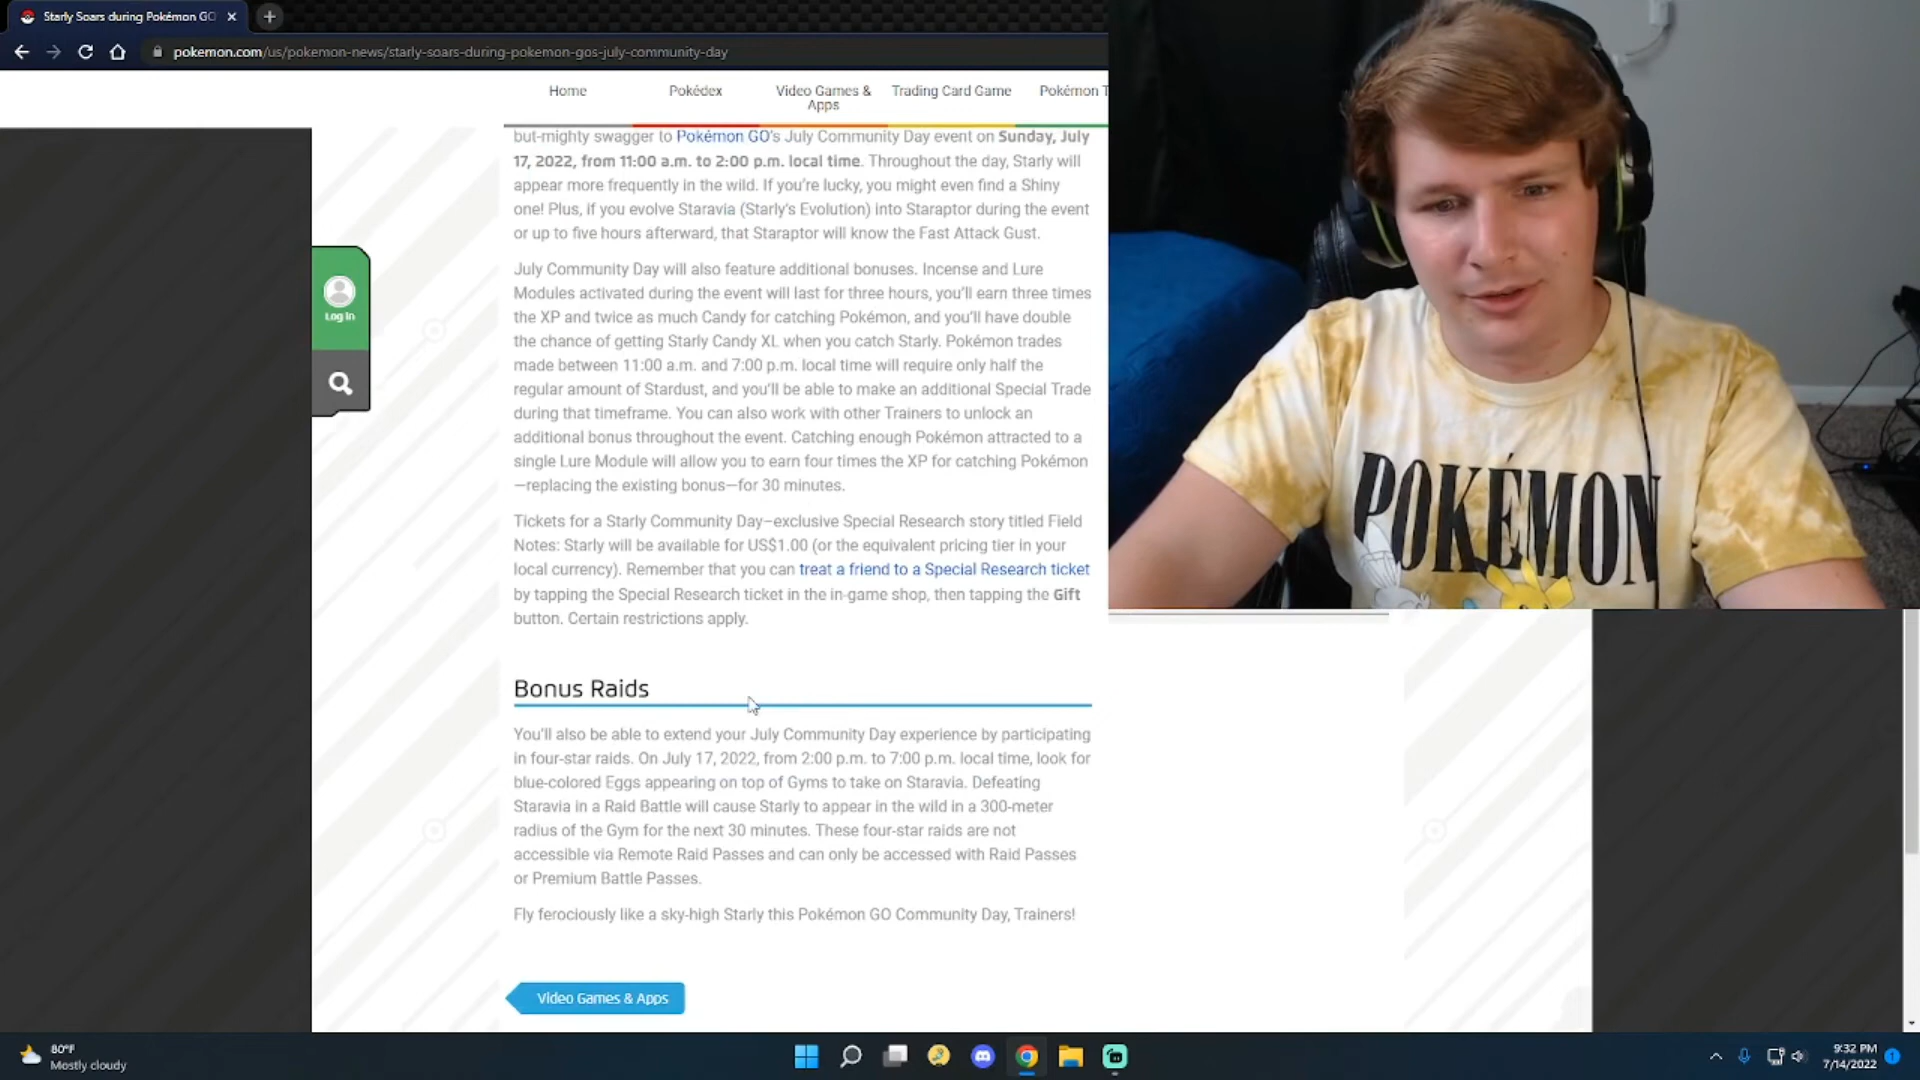 Starly Soars during Pokémon GO
pokemon.com/us/pokemon-news/starly-soars-during-pokemon-gos-july-community-day
Home
Pokédex
Video Games &
Apps
Trading Card Game
Pokémon T
but-mighty swagger to Pokémon GO's July Community Day event on Sunday, July
17, 2022, from 11:00 a.m. to 2:00 p.m. local time. Throughout the day, Starly will
appear more frequently in the wild. If you're lucky, you might even find a Shiny
one! Plus, if you evolve Staravia (Starly's Evolution) into Staraptor during the event
or up to five hours afterward, that Staraptor will know the Fast Attack Gust.
July Community Day will also feature additional bonuses. Incense and Lure
Modules activated during the event will last for three hours, you'll earn three times
the XP and twice as much Candy for catching Pokémon, and you'll have double
the chance of getting Starly Candy XL when you catch Starly. Pokémon trades
made between 11:00 a.m. and 7:00 p.m. local time will require only half the
regular amount of Stardust, and you'll be able to make an additional Special Trade
during that timeframe. You can also work with other Trainers to unlock an
additional bonus throughout the event. Catching enough Pokémon attracted to a
single Lure Module will allow you to earn four times the XP for catching Pokémon
—replacing the existing bonus—for 30 minutes.
Tickets for a Starly Community Day–exclusive Special Research story titled Field
Notes: Starly will be available for US$1.00 (or the equivalent pricing tier in your
local currency). Remember that you can treat a friend to a Special Research ticket
by tapping the Special Research ticket in the in-game shop, then tapping the Gift
button. Certain restrictions apply.
Bonus Raids
You'll also be able to extend your July Community Day experience by participating
in four-star raids. On July 17, 2022, from 2:00 p.m. to 7:00 p.m. local time, look for
blue-colored Eggs appearing on top of Gyms to take on Staravia. Defeating
Staravia in a Raid Battle will cause Starly to appear in the wild in a 300-meter
radius of the Gym for the next 30 minutes. These four-star raids are not
accessible via Remote Raid Passes and can only be accessed with Raid Passes
or Premium Battle Passes.
Fly ferociously like a sky-high Starly this Pokémon GO Community Day, Trainers!
Video Games & Apps
Log In
POKÉMON
80°F
Mostly cloudy
9:32 PM
7/14/2022
1